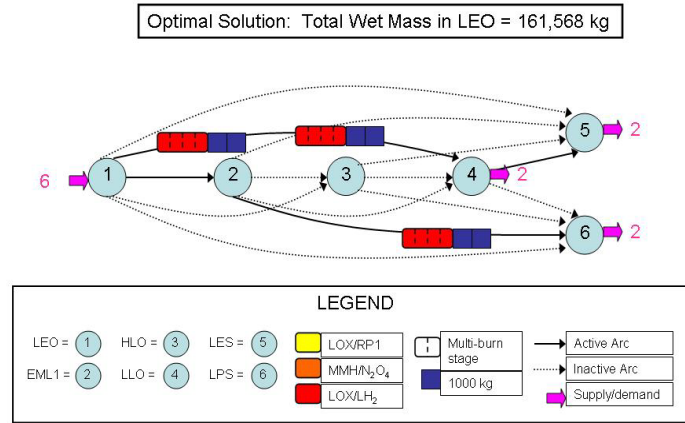 Optimal Solution: Total Wet Mass in LEO = 161,568 kg
5
2
6
1
2
3
4
2
6
2
LEGEND
LEO = 1
HLO = 3
LES = 5
LOX/RP1
Multi-burn stage
Active Arc
EML1 = 2
LLO = 4
LPS = 6
MMH/N₂O₄
1000 kg
Inactive Arc
LOX/LH₂
Supply/demand